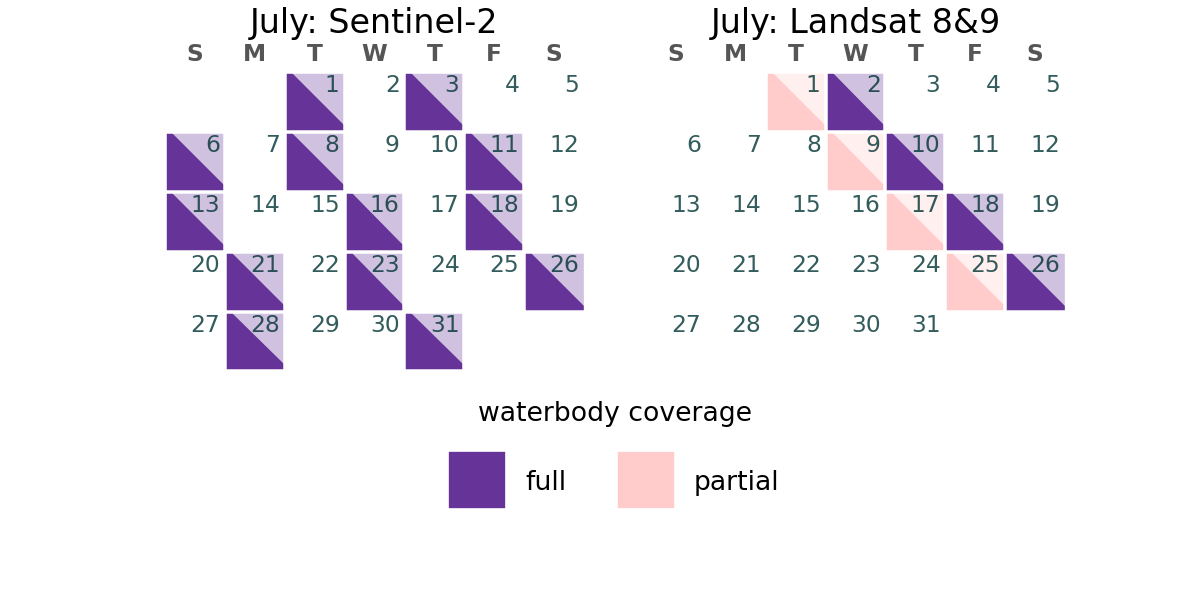 July: Sentinel-2
S M T W T F S
1 2 3 4 5
6 7 8 9 10 11 12
13 14 15 16 17 18 19
20 21 22 23 24 25 26
27 28 29 30 31
July: Landsat 8&9
S M T W T F S
1 2 3 4 5
6 7 8 9 10 11 12
13 14 15 16 17 18 19
20 21 22 23 24 25 26
27 28 29 30 31
waterbody coverage
full partial